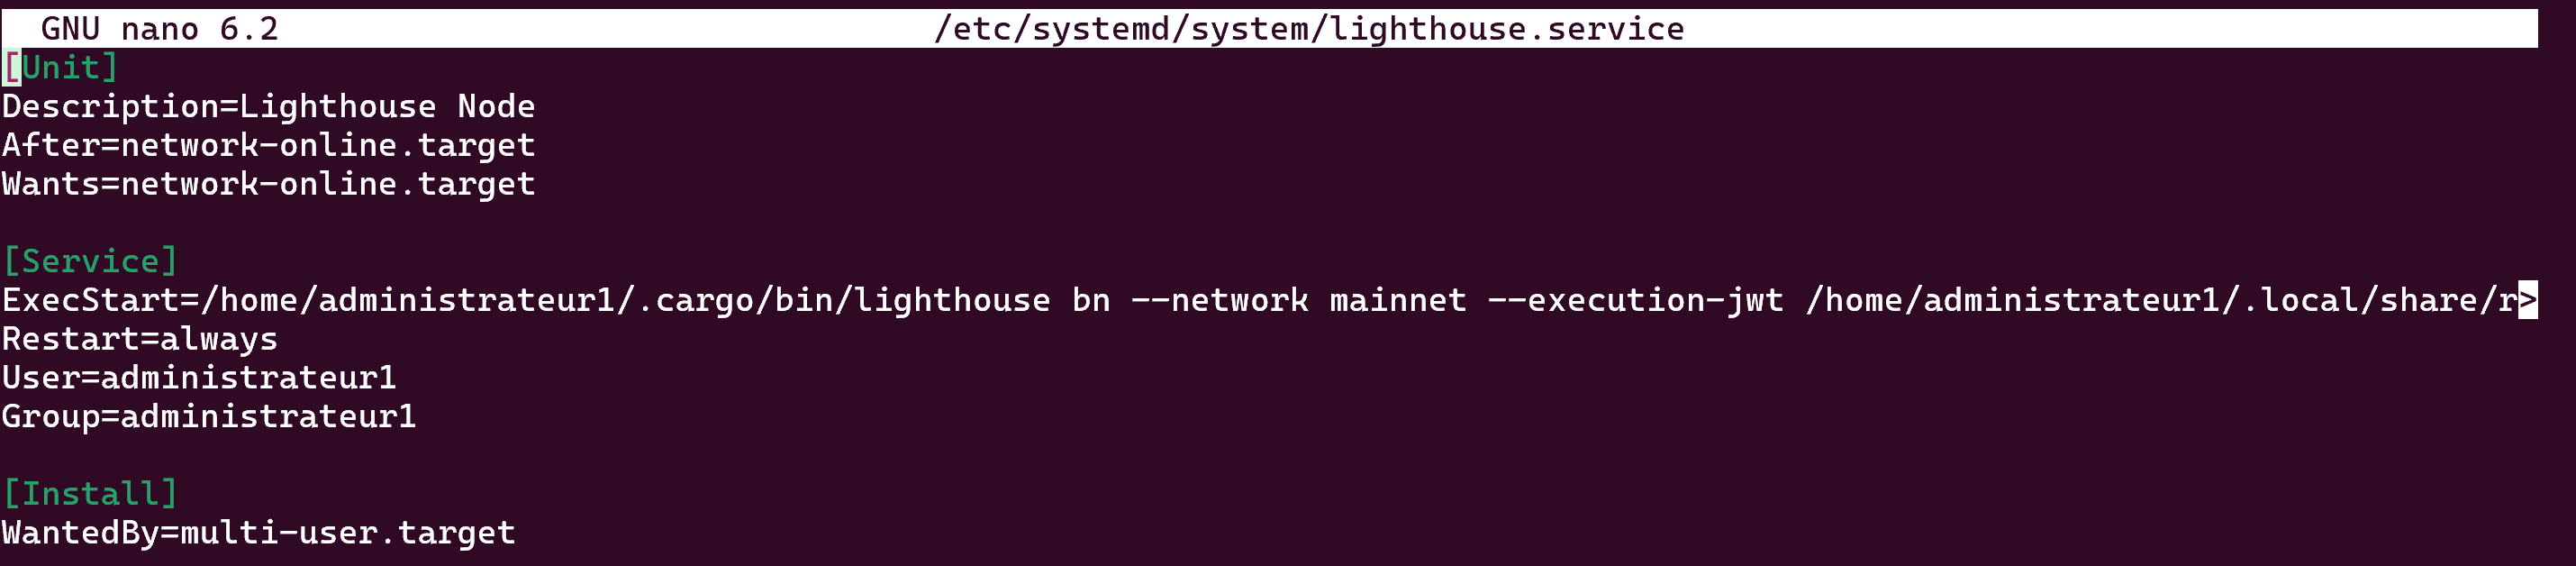 GNU nano 6.2 /etc/systemd/system/lighthouse.service
[Unit]
Description=Lighthouse Node
After=network-online.target
Wants=network-online.target
[Service]
ExecStart=/home/administrateur1/.cargo/bin/lighthouse bn --network mainnet --execution-jwt /home/administrateur1/.local/share/r>
Restart=always
User=administrateur1
Group=administrateur1
[Install]
WantedBy=multi-user.target